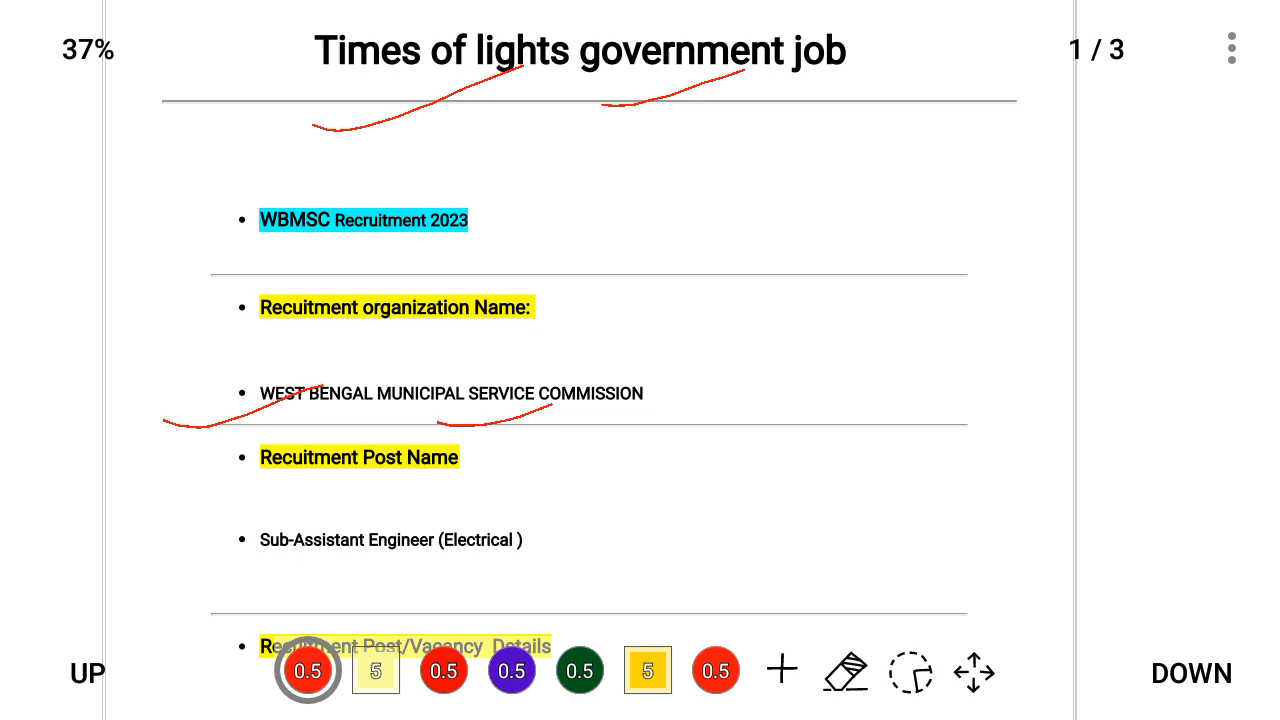 37%
Times of lights government job
1 / 3
WBMSC Recruitment 2023
Recuitment organization Name:
WEST BENGAL MUNICIPAL SERVICE COMMISSION
Recuitment Post Name
Sub-Assistant Engineer (Electrical )
Recuitment Post/Vacancy Details
UP
0.5
5
0.5
0.5
0.5
5
0.5
DOWN